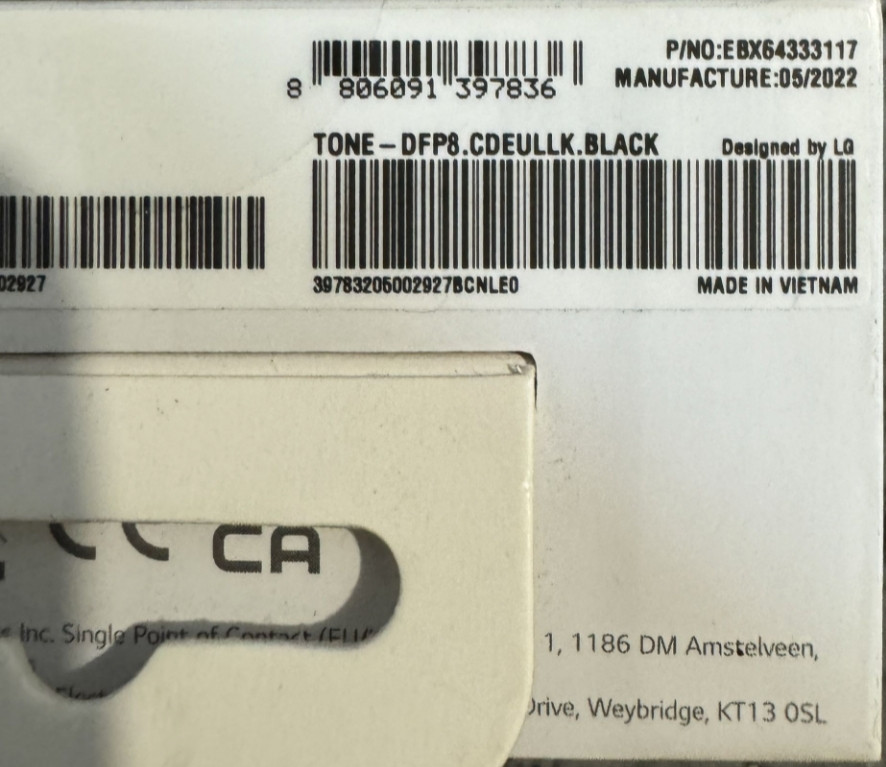 P/NO:EBX64333117
8 806091 397836
MANUFACTURE:05/2022
TONE-DFP8.CDEULLK.BLACK
Designed by LG
02927
39783205002927BCNLE0
MADE IN VIETNAM
CA
Inc. Single Point of Contact (EU/
1, 1186 DM Amstelveen,
Drive, Weybridge, KT13 0SL